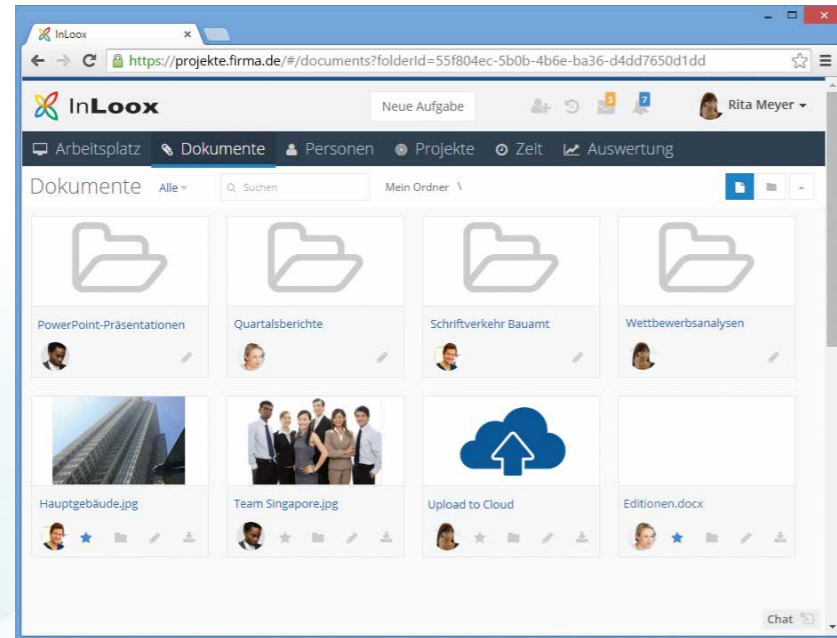 InLoox
https://projekte.firma.de/#/documents?folderId=55f804ec-5b0b-4b6e-ba36-d4dd7650d1dd
InLoox
Neue Aufgabe
3
7
Rita Meyer
Arbeitsplatz Dokumente Personen Projekte Zeit Auswertung
Dokumente Alle Suchen Mein Ordner \
PowerPoint-Präsentationen Quartalsberichte Schriftverkehr Bauamt Wettbewerbsanalysen
Hauptgebäude.jpg Team Singapore.jpg Upload to Cloud Editionen.docx
Chat